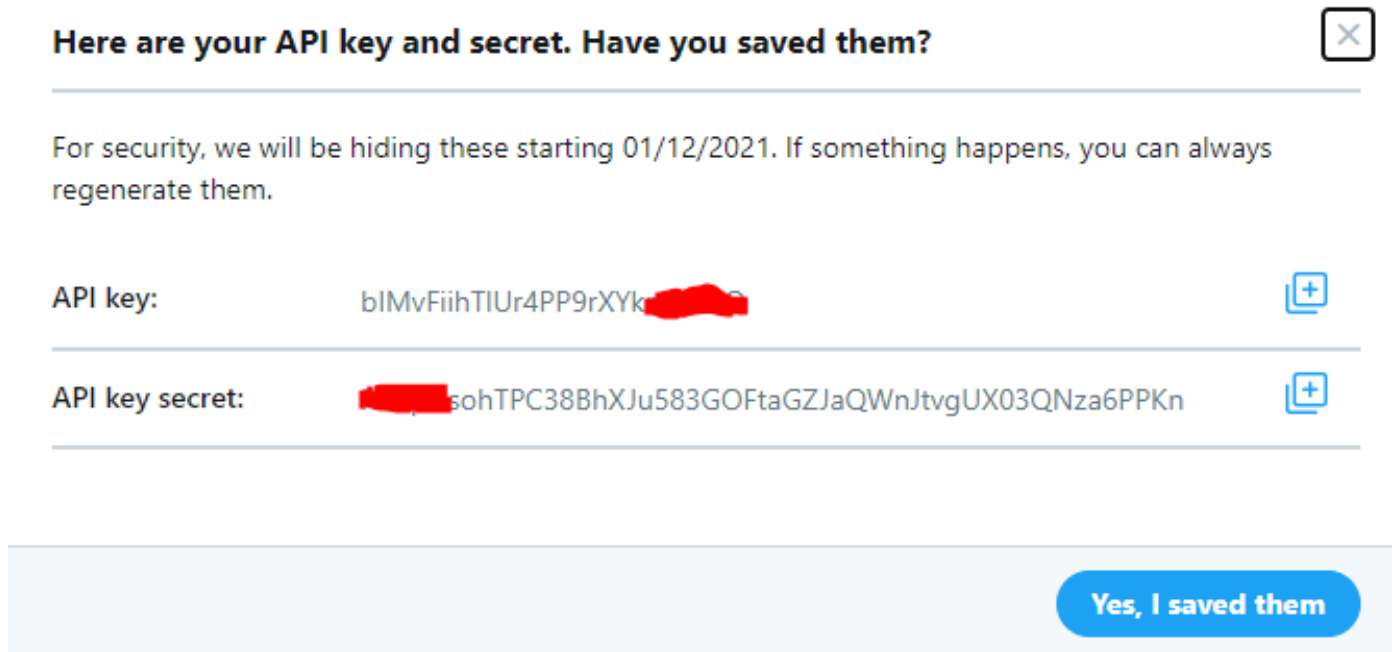 Here are your API key and secret. Have you saved them?
For security, we will be hiding these starting 01/12/2021. If something happens, you can always
regenerate them.
API key: blMvFiihTlUr4PP9rXYk
API key secret: sohTPC38BhXJu583GOFtaGZJaQWnJtvgUX03QNza6PPKn
Yes, I saved them